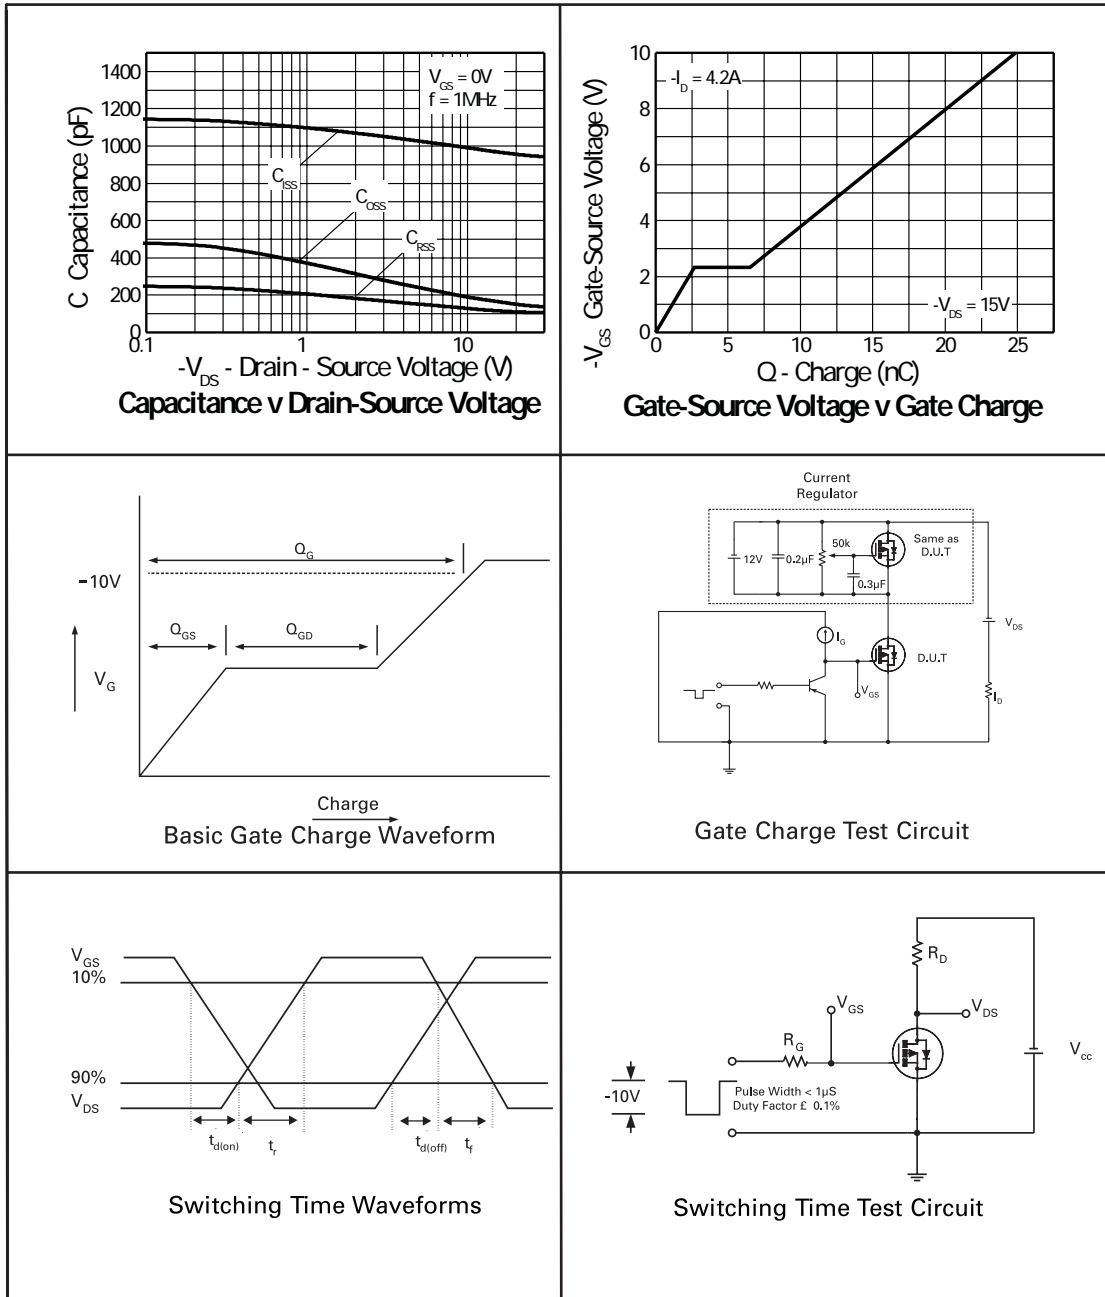 1400
1200
1000
800
600
400
200
0
0.1
1
10
C Capacitance (pF)
V_GS = 0V
f = 1MHz
C_ISS
C_OSS
C_RSS
-V_DS - Drain - Source Voltage (V)
Capacitance v Drain-Source Voltage
10
8
6
4
2
0
0
5
10
15
20
25
-V_GS Gate-Source Voltage (V)
-I_D = 4.2A
-V_DS = 15V
Q - Charge (nC)
Gate-Source Voltage v Gate Charge
Q_G
-10V
Q_GS
Q_GD
V_G
Charge
Basic Gate Charge Waveform
Current
Regulator
12V
0.2µF
50k
0.3µF
Same as
D.U.T
I_G
V_DS
D.U.T
V_GS
I_D
Gate Charge Test Circuit
V_GS
10%
90%
V_DS
t_d(on)
t_r
t_d(off)
t_f
Switching Time Waveforms
R_D
V_GS
V_DS
R_G
V_cc
-10V
Pulse Width < 1µS
Duty Factor £ 0.1%
Switching Time Test Circuit